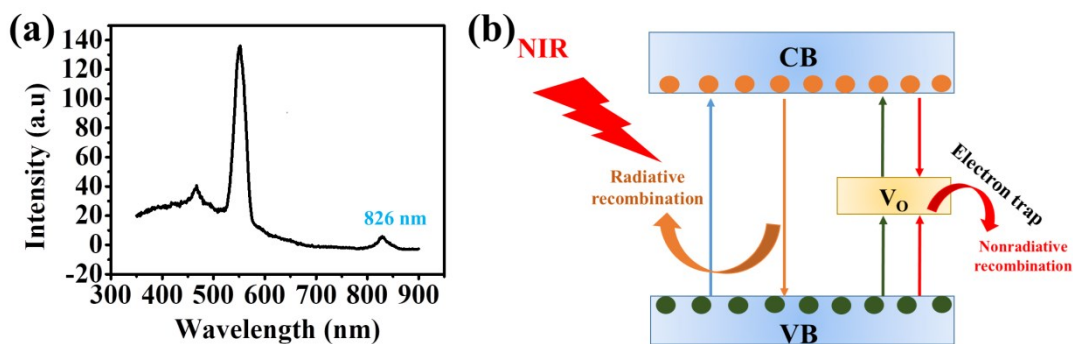 (a)
140
120
100
80
60
40
20
0
-20
Intensity (a.u)
826 nm
300 400 500 600 700 800 900
Wavelength (nm)
(b)
NIR
CB
Radiative
recombination
Vo
Electron trap
Nonradiative
recombination
VB